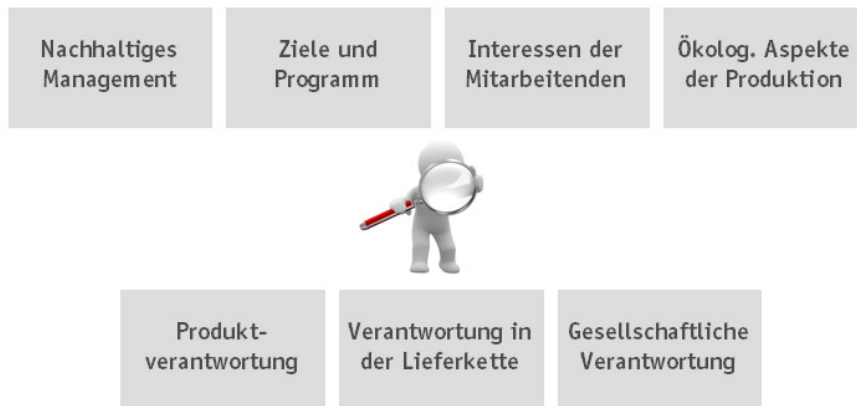 Nachhaltiges
Management
Ziele und
Programm
Interessen der
Mitarbeitenden
Ökolog. Aspekte
der Produktion
Produkt-
verantwortung
Verantwortung in
der Lieferkette
Gesellschaftliche
Verantwortung